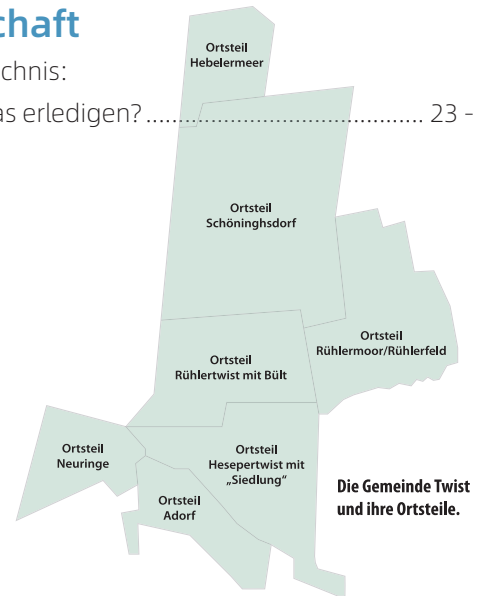 chaft
chnis:
as erledigen? ..................................... 23 -
Ortsteil
Hebelermeer
Ortsteil
Schöninghsdorf
Ortsteil
Rühlermoor/Rühlerfeld
Ortsteil
Rühlertwist mit Bült
Ortsteil
Neuringe
Ortsteil
Hesepertwist mit
„Siedlung“
Ortsteil
Adorf
Die Gemeinde Twist
und ihre Ortsteile.